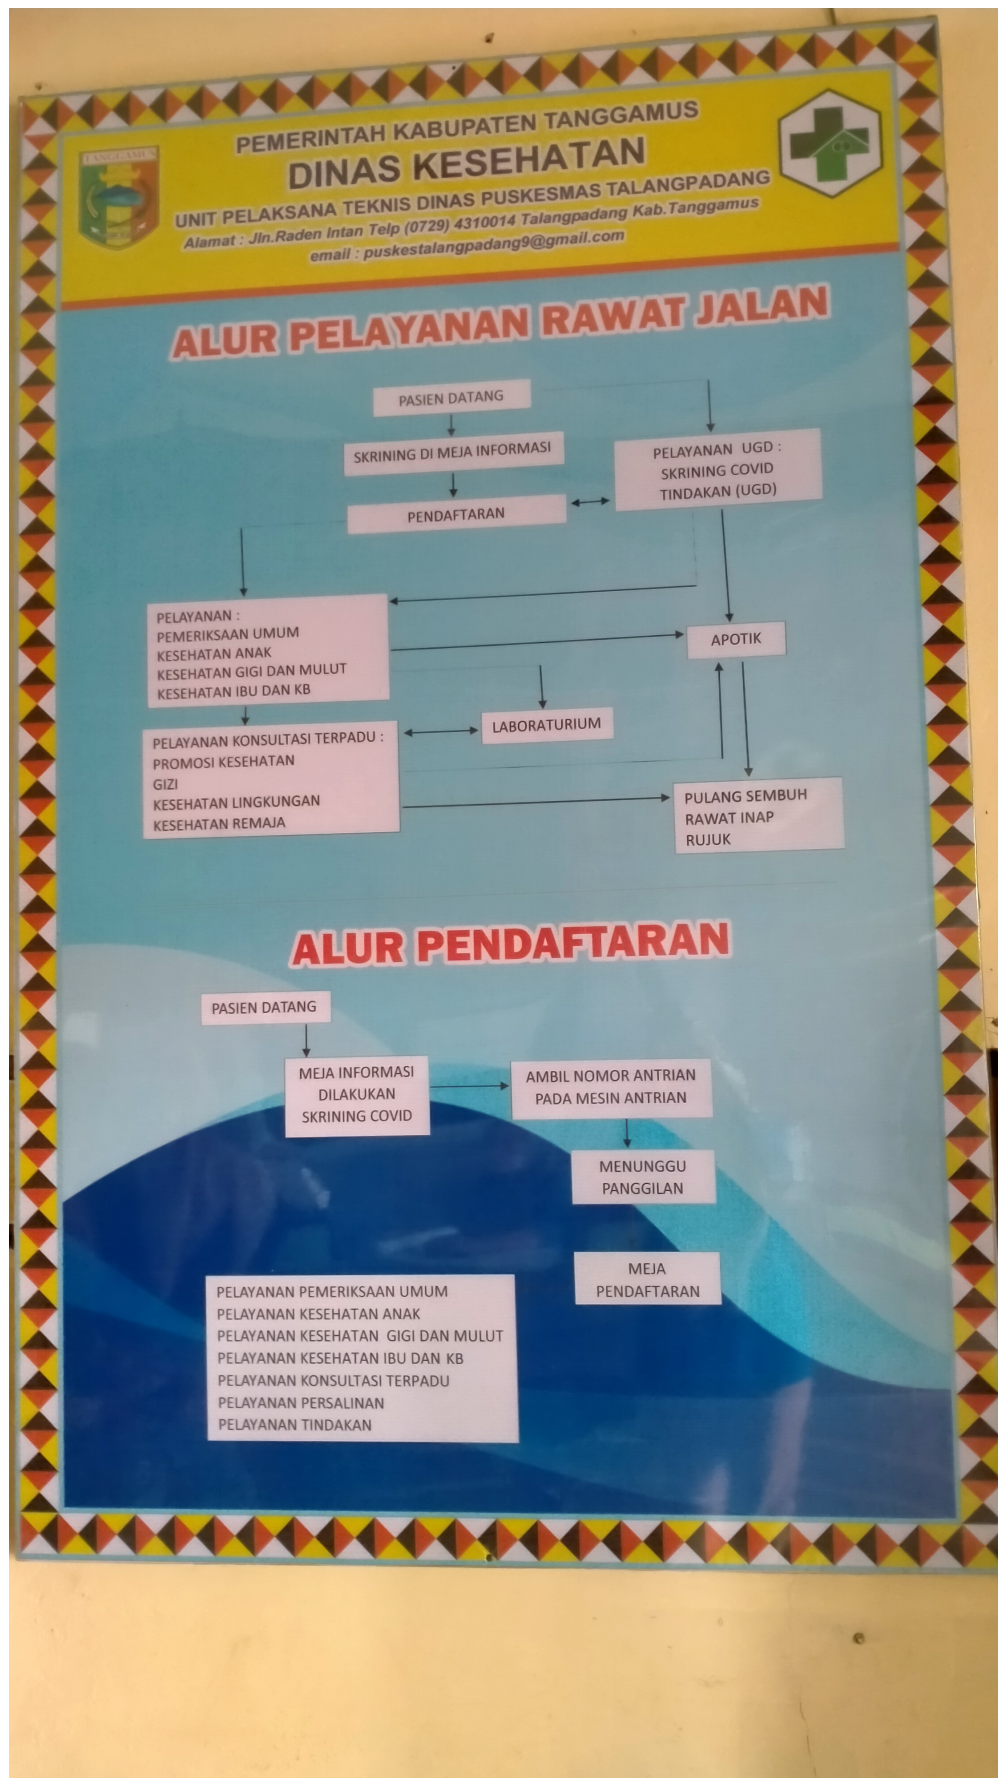 TANGGAMUS
PEMERINTAH KABUPATEN TANGGAMUS
DINAS KESEHATAN
UNIT PELAKSANA TEKNIS DINAS PUSKESMAS TALANGPADANG
Alamat : Jln.Raden Intan Telp (0729) 4310014 Talangpadang Kab.Tanggamus
email : puskestalangpadang9@gmail.com
ALUR PELAYANAN RAWAT JALAN
PASIEN DATANG
SKRINING DI MEJA INFORMASI
PELAYANAN UGD :
SKRINING COVID
TINDAKAN (UGD)
PENDAFTARAN
PELAYANAN :
PEMERIKSAAN UMUM
KESEHATAN ANAK
KESEHATAN GIGI DAN MULUT
KESEHATAN IBU DAN KB
APOTIK
LABORATURIUM
PELAYANAN KONSULTASI TERPADU :
PROMOSI KESEHATAN
GIZI
KESEHATAN LINGKUNGAN
KESEHATAN REMAJA
PULANG SEMBUH
RAWAT INAP
RUJUK
ALUR PENDAFTARAN
PASIEN DATANG
MEJA INFORMASI
DILAKUKAN
SKRINING COVID
AMBIL NOMOR ANTRIAN
PADA MESIN ANTRIAN
MENUNGGU
PANGGILAN
MEJA
PENDAFTARAN
PELAYANAN PEMERIKSAAN UMUM
PELAYANAN KESEHATAN ANAK
PELAYANAN KESEHATAN GIGI DAN MULUT
PELAYANAN KESEHATAN IBU DAN KB
PELAYANAN KONSULTASI TERPADU
PELAYANAN PERSALINAN
PELAYANAN TINDAKAN